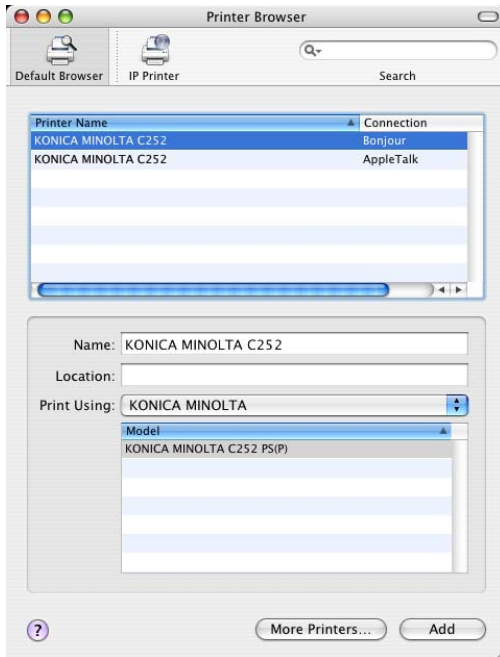 Printer Browser
Default Browser IP Printer Search
Printer Name Connection
KONICA MINOLTA C252 Bonjour
KONICA MINOLTA C252 AppleTalk
Name: KONICA MINOLTA C252
Location:
Print Using: KONICA MINOLTA
Model
KONICA MINOLTA C252 PS(P)
? More Printers... Add